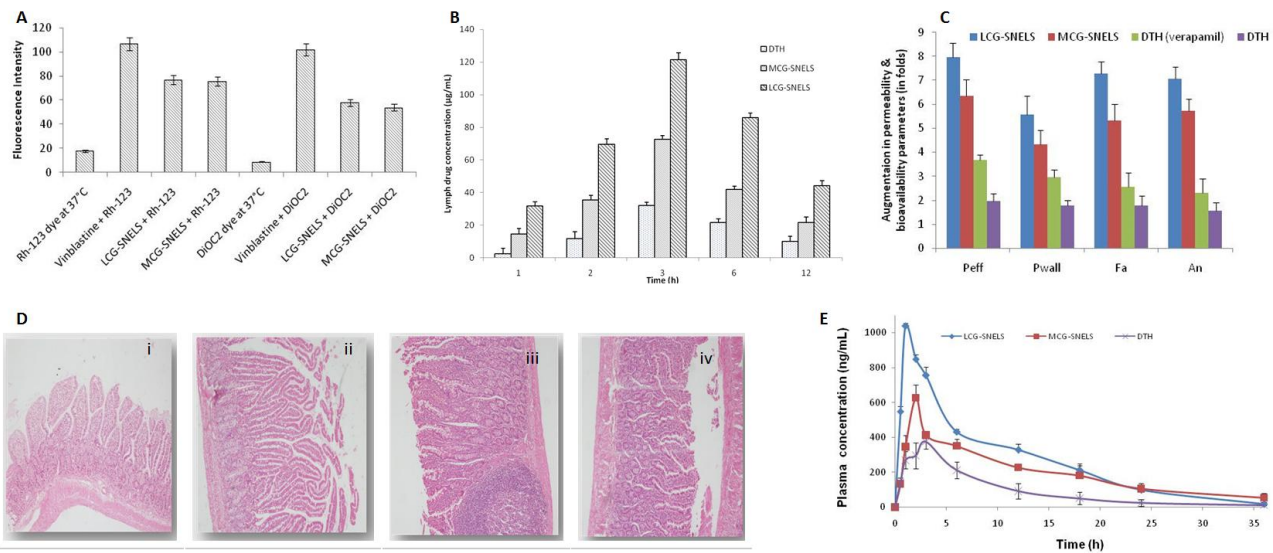 A
Fluorescence Intensity
120
100
80
60
40
20
0
Rh-123 dye at 37°C
Vinblastine + Rh-123
LCG-SNELS + Rh-123
MCG-SNELS + Rh-123
DiOC2 dye at 37°C
Vinblastine + DiOC2
LCG-SNELS + DiOC2
MCG-SNELS + DiOC2
B
Lymph drug concentration (µg/mL)
140
120
100
80
60
40
20
0
DTH
MCG-SNELS
LCG-SNELS
1 2 3 6 12
Time (h)
C
Augmentation in permeability &
bioavailability parameters (in folds)
9
8
7
6
5
4
3
2
1
0
LCG-SNELS MCG-SNELS DTH (verapamil) DTH
Peff Pwall Fa An
D
i
ii
iii
iv
E
Plasma concentration (ng/mL)
1000
800
600
400
200
0
LCG-SNELS MCG-SNELS DTH
0 5 10 15 20 25 30 35
Time (h)